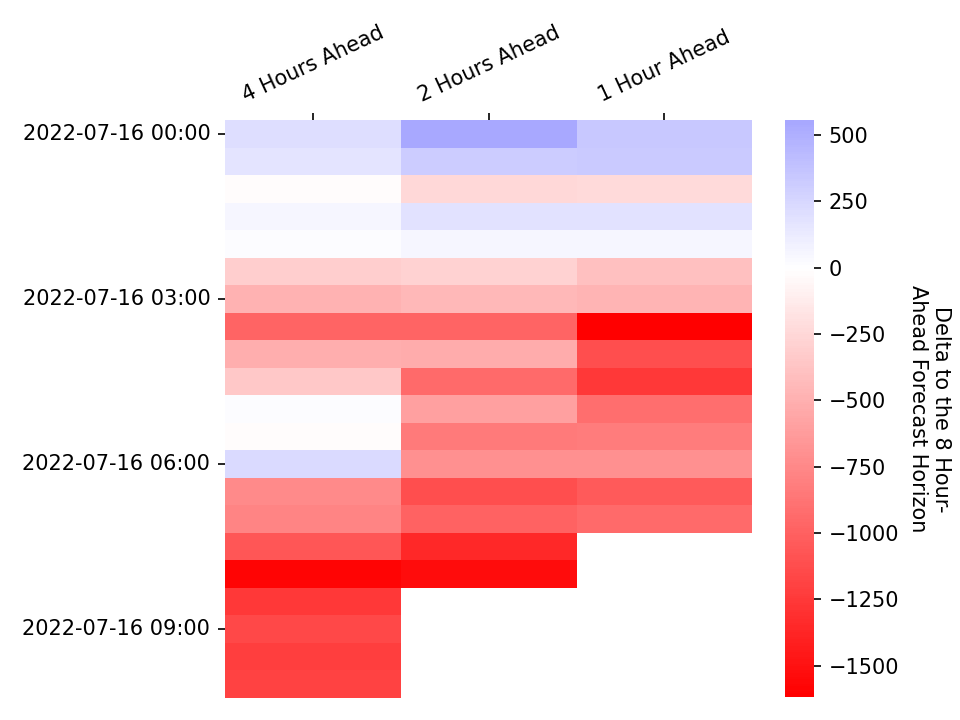 4 Hours Ahead
2 Hours Ahead
1 Hour Ahead
2022-07-16 00:00
2022-07-16 03:00
2022-07-16 06:00
2022-07-16 09:00
500
250
0
−250
−500
−750
−1000
−1250
−1500
Delta to the 8 Hour-
Ahead Forecast Horizon